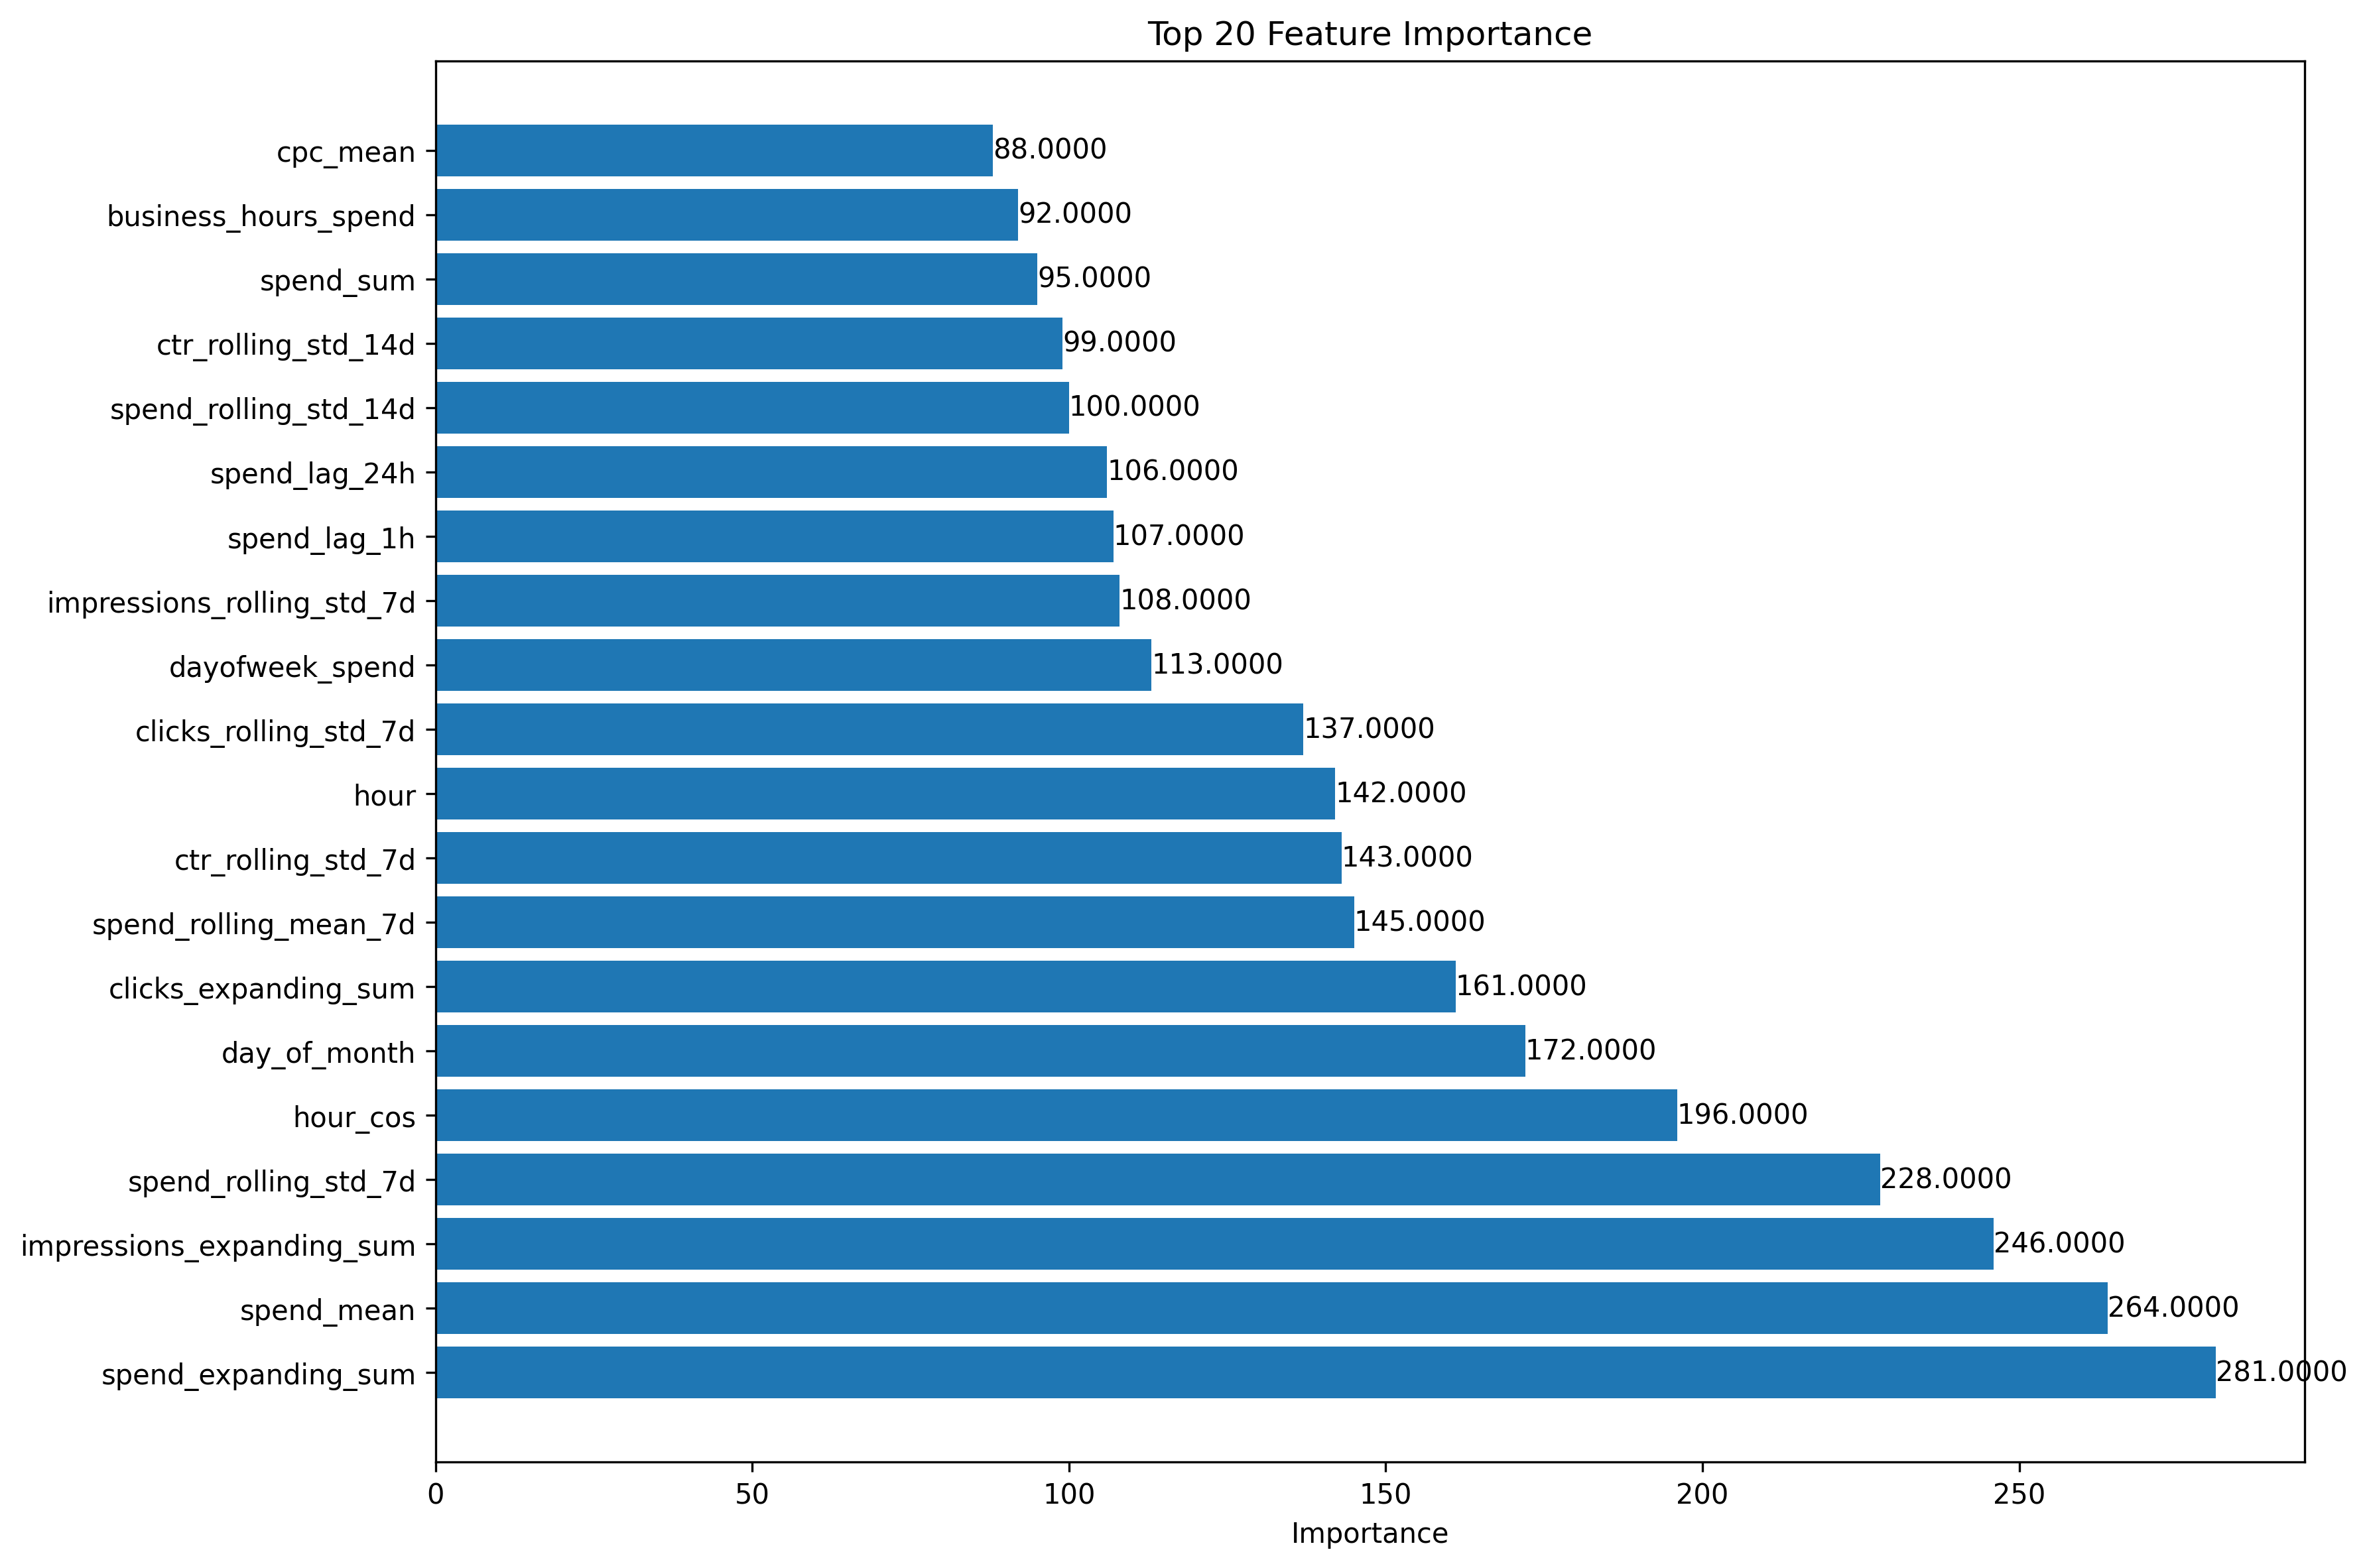 Top 20 Feature Importance
cpc_mean 88.0000
business_hours_spend 92.0000
spend_sum 95.0000
ctr_rolling_std_14d 99.0000
spend_rolling_std_14d 100.0000
spend_lag_24h 106.0000
spend_lag_1h 107.0000
impressions_rolling_std_7d 108.0000
dayofweek_spend 113.0000
clicks_rolling_std_7d 137.0000
hour 142.0000
ctr_rolling_std_7d 143.0000
spend_rolling_mean_7d 145.0000
clicks_expanding_sum 161.0000
day_of_month 172.0000
hour_cos 196.0000
spend_rolling_std_7d 228.0000
impressions_expanding_sum 246.0000
spend_mean 264.0000
spend_expanding_sum 281.0000
0 50 100 150 200 250
Importance